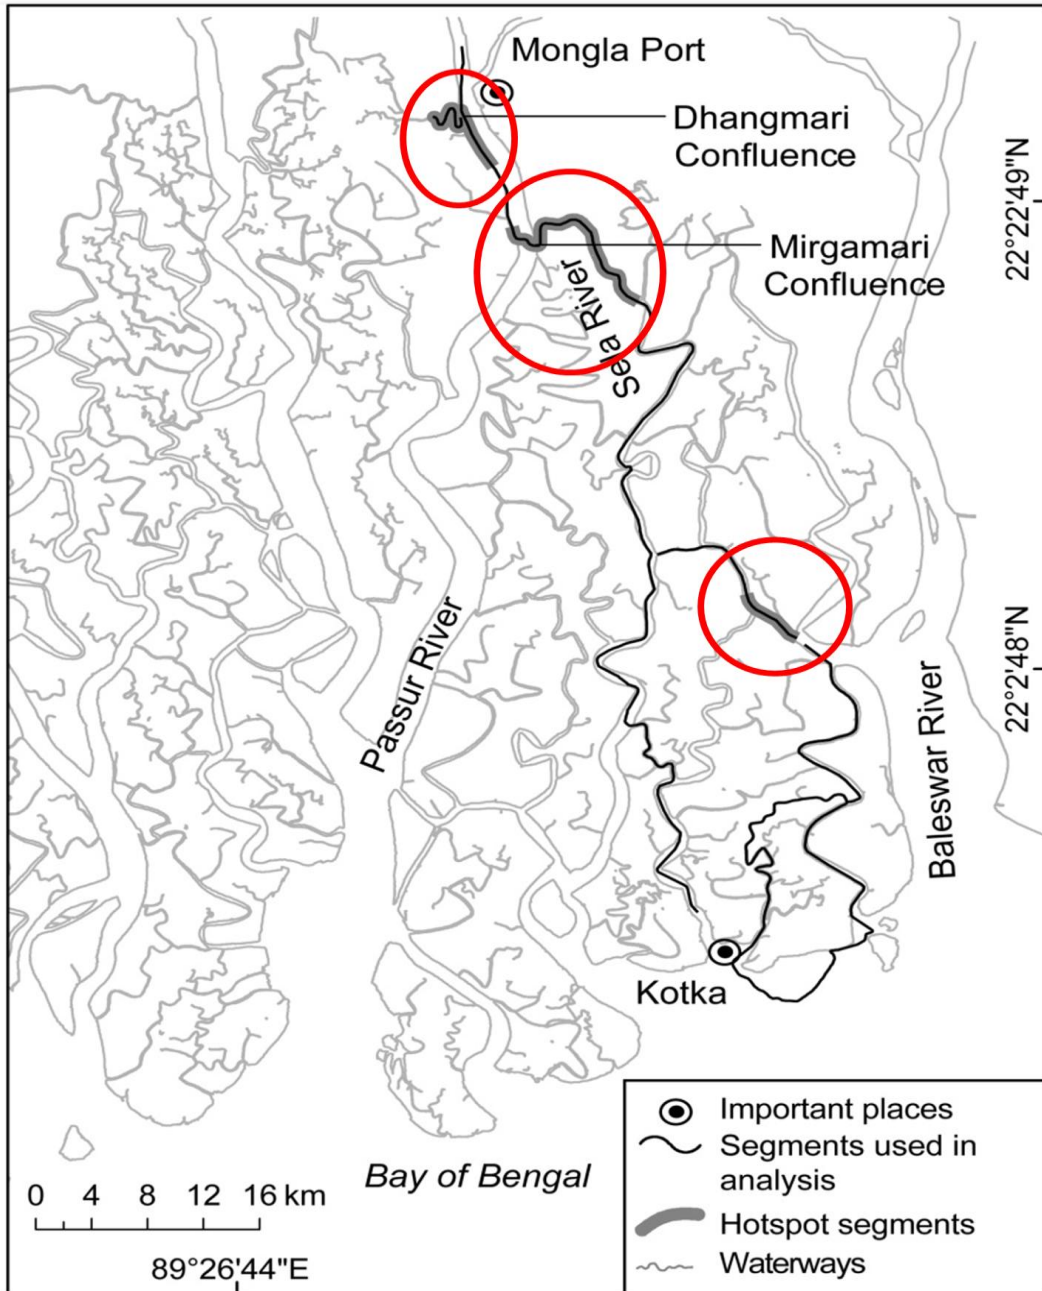 Mongla Port
Dhangmari
Confluence
22°22'49"N
Mirgamari
Confluence
Sela River
Passur River
22°2'48"N
Baleswar River
Kotka
Important places
Segments used in
analysis
Hotspot segments
Waterways
Bay of Bengal
0 4 8 12 16 km
89°26'44"E